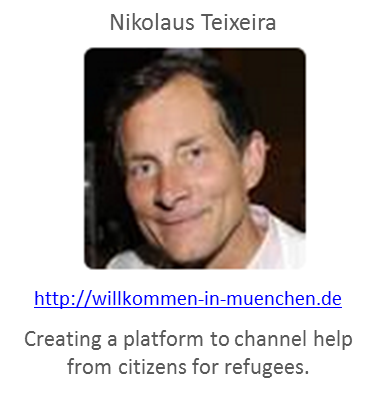 Nikolaus Teixeira
http://willkommen-in-muenchen.de
Creating a platform to channel help
from citizens for refugees.